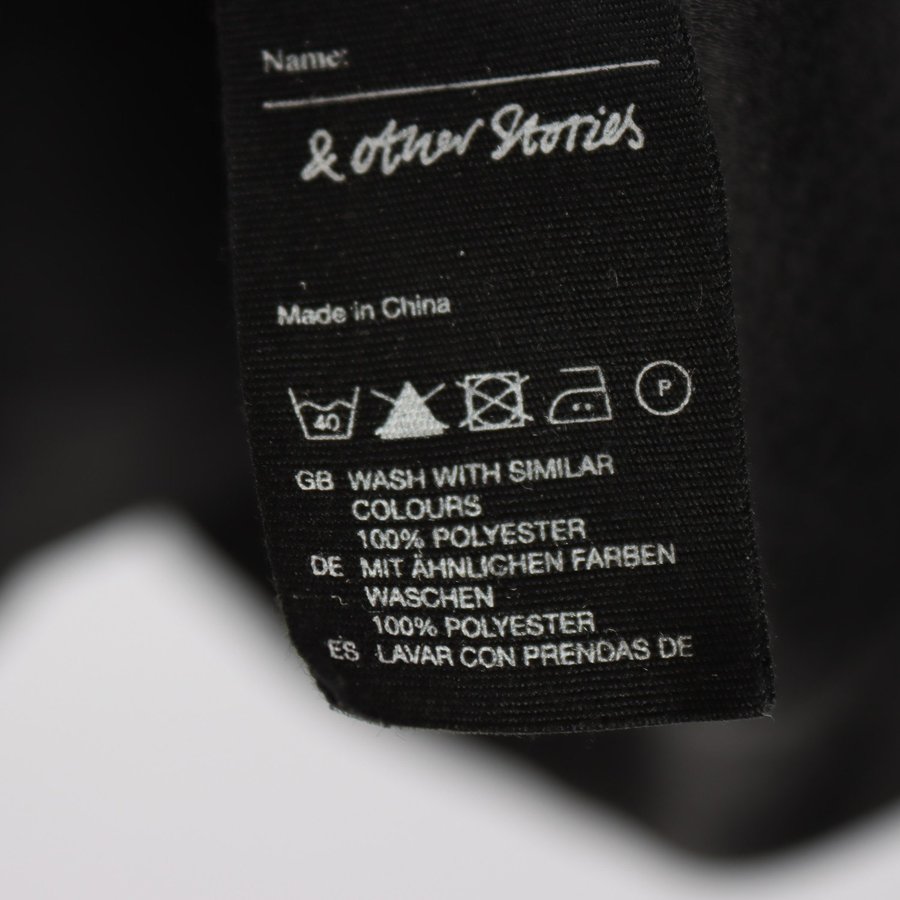 Name:
& other Stories
Made in China
40 P
GB WASH WITH SIMILAR
COLOURS
100% POLYESTER
DE MIT ÄHNLICHEN FARBEN
WASCHEN
100% POLYESTER
ES LAVAR CON PRENDAS DE